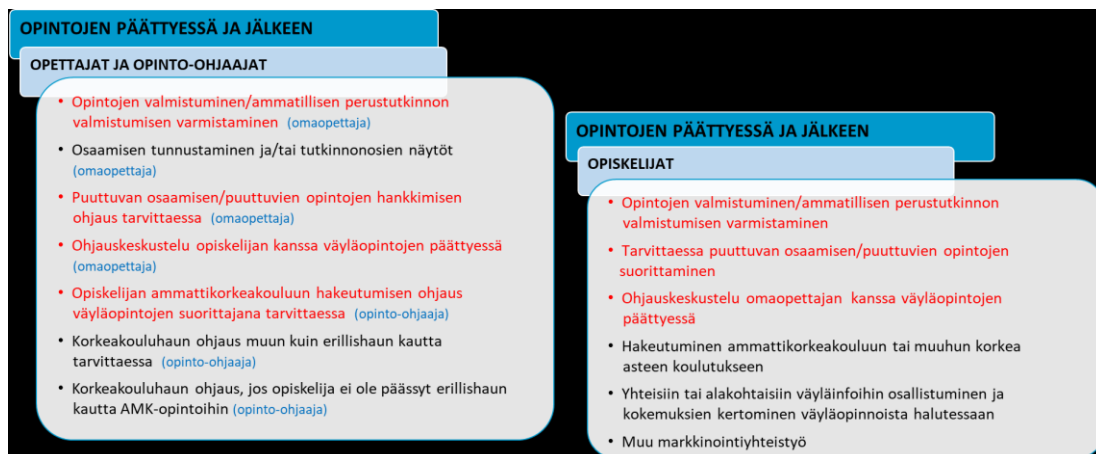 OPINTOJEN PÄÄTTYESSÄ JA JÄLKEEN
OPETTAJAT JA OPINTO-OHJAAJAT
• Opintojen valmistuminen/ammatillisen perustutkinnon
valmistumisen varmistaminen (omaopettaja)
• Osaamisen tunnustaminen ja/tai tutkinnonosien näytöt
(omaopettaja)
• Puuttuvan osaamisen/puuttuvien opintojen hankkimisen
ohjaus tarvittaessa (omaopettaja)
• Ohjauskeskustelu opiskelijan kanssa väyläopintojen päättyessä
(omaopettaja)
• Opiskelijan ammattikorkeakouluun hakeutumisen ohjaus
väyläopintojen suorittajana tarvittaessa (opinto-ohjaaja)
• Korkeakouluhaun ohjaus muun kuin erillishaun kautta
tarvittaessa (opinto-ohjaaja)
• Korkeakouluhaun ohjaus, jos opiskelija ei ole päässyt erillishaun
kautta AMK-opintoihin (opinto-ohjaaja)
OPINTOJEN PÄÄTTYESSÄ JA JÄLKEEN
OPISKELIJAT
• Opintojen valmistuminen/ammatillisen perustutkinnon
valmistumisen varmistaminen
• Tarvittaessa puuttuvan osaamisen/puuttuvien opintojen
suorittaminen
• Ohjauskeskustelu omaopettajan kanssa väyläopintojen
päättyessä
• Hakeutuminen ammattikorkeakouluun tai muuhun korkea
asteen koulutukseen
• Yhteisiin tai alakohtaisiin väyläinfoihin osallistuminen ja
kokemuksien kertominen väyläopinnoista halutessaan
• Muu markkinointiyhteistyö